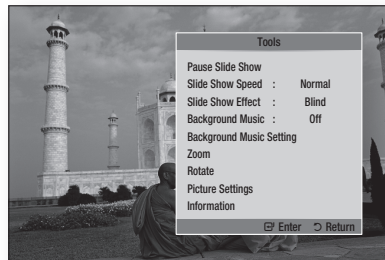 Tools
Pause Slide Show
Slide Show Speed : Normal
Slide Show Effect : Blind
Background Music : Off
Background Music Setting
Zoom
Rotate
Picture Settings
Information
Enter Return